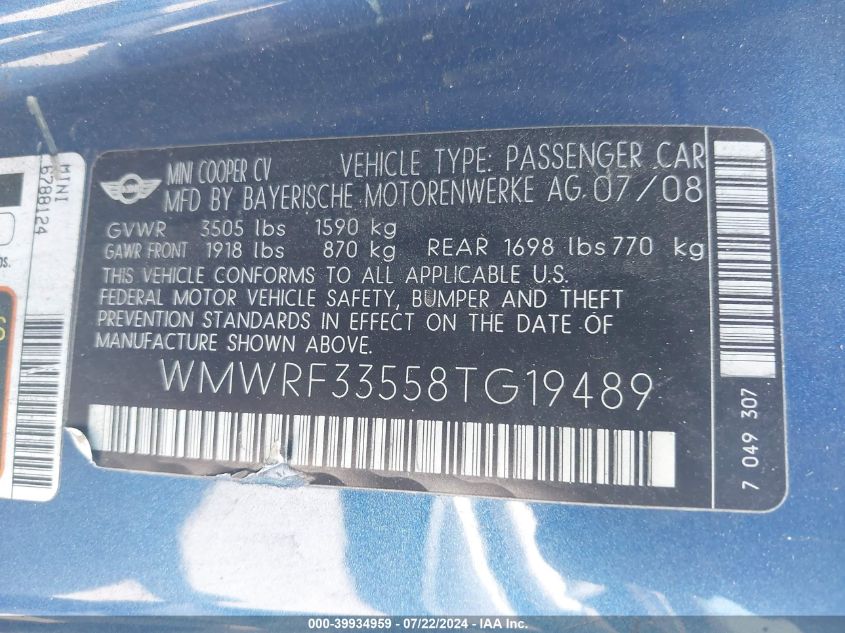 MINI
6788124
bs.
S
MINI COOPER CV VEHICLE TYPE: PASSENGER CAR
MFD BY BAYERISCHE MOTORENWERKE AG 07/08
GVWR 3505 lbs 1590 kg
GAWR FRONT 1918 lbs 870 kg REAR 1698 lbs 770 kg
THIS VEHICLE CONFORMS TO ALL APPLICABLE U.S.
FEDERAL MOTOR VEHICLE SAFETY, BUMPER AND THEFT
PREVENTION STANDARDS IN EFFECT ON THE DATE OF
MANUFACTURE SHOWN ABOVE.
WMWRF33558TG19489
7 049 307
000-39934959 - 07/22/2024 - IAA, Inc.